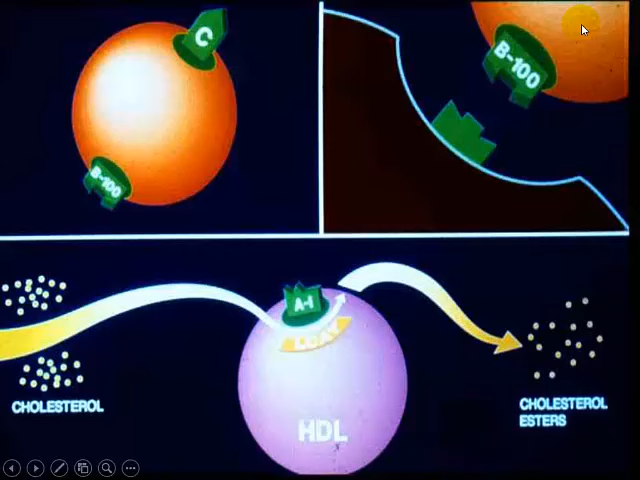 C
B-100
B-100
A-I
LCAT
HDL
CHOLESTEROL
CHOLESTEROL
ESTERS